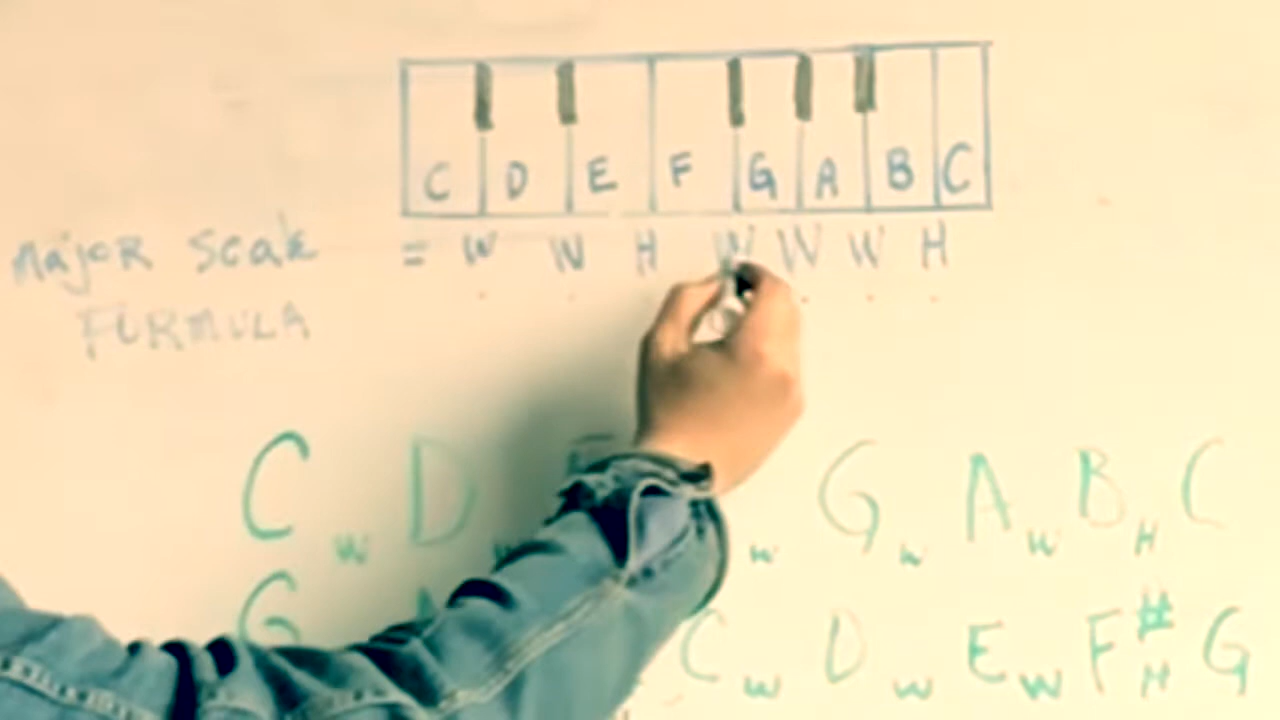 C D E F G A B C
Major Scale = W W H W W W H
FORMULA
C W D W G W A W B H C
G C W D W E W F# H G